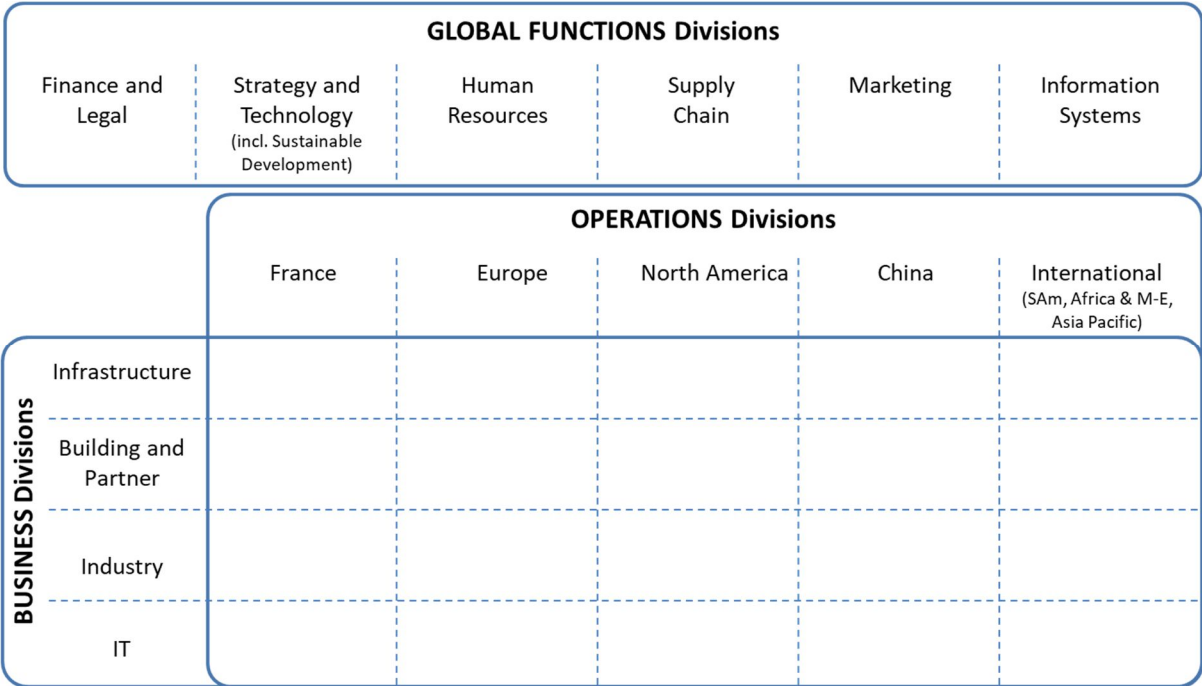 GLOBAL FUNCTIONS Divisions
Finance and
Legal
Strategy and
Technology
(incl. Sustainable
Development)
Human
Resources
Supply
Chain
Marketing
Information
Systems
OPERATIONS Divisions
France
Europe
North America
China
International
(SAm, Africa & M-E,
Asia Pacific)
BUSINESS Divisions
Infrastructure
Building and
Partner
Industry
IT